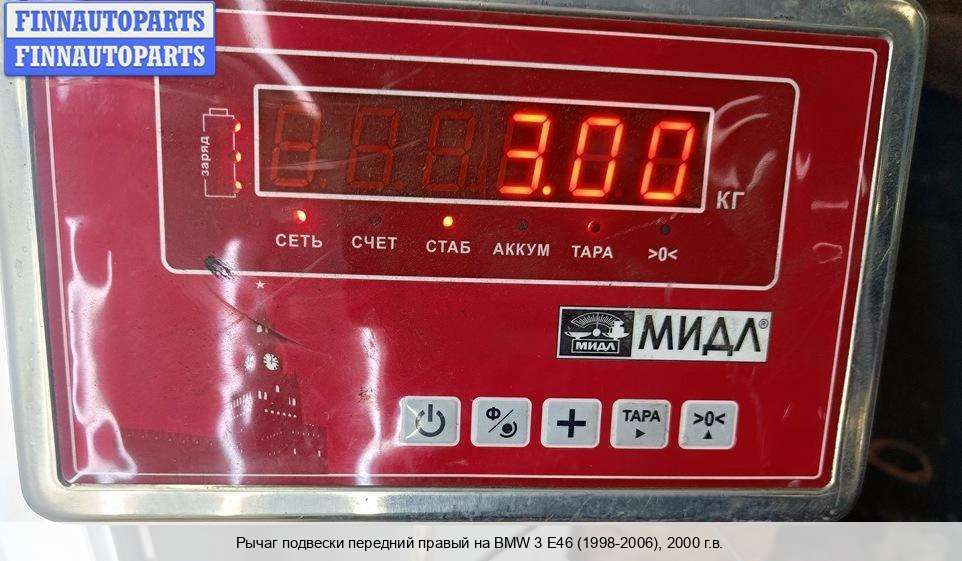 FINNAUTOPARTS
FINNAUTOPARTS
заряд
3.00
КГ
СЕТЬ СЧЕТ СТАБ АККУМ ТАРА >0<
МИДЛ МИДЛ®
Ф ТАРА >0<
Рычаг подвески передний правый на BMW 3 E46 (1998-2006), 2000 г.в.